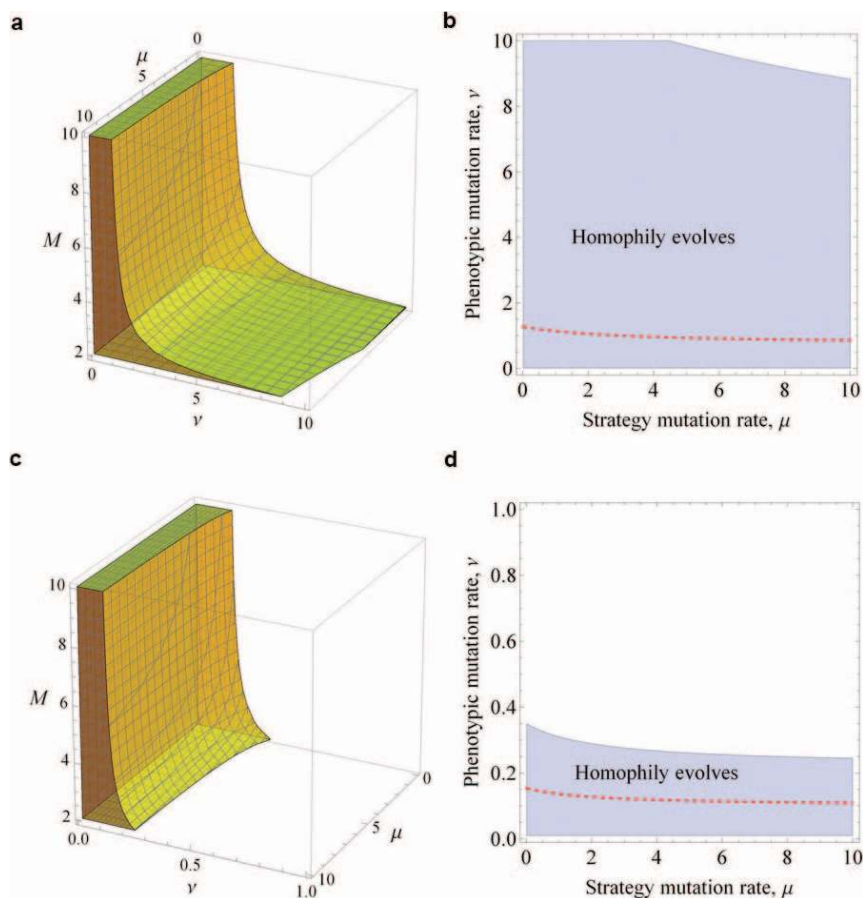 a
μ
0
5
10
10
8
6
M
4
2
0
5
10
ν
b
10
8
6
4
2
0
Phenotypic mutation rate, ν
Homophily evolves
0 2 4 6 8 10
Strategy mutation rate, μ
c
10
8
6
M
4
2
0.0
0.5
1.0
ν
0
5
10
μ
d
1.0
0.8
0.6
0.4
0.2
0.0
Phenotypic mutation rate, ν
Homophily evolves
0 2 4 6 8 10
Strategy mutation rate, μ